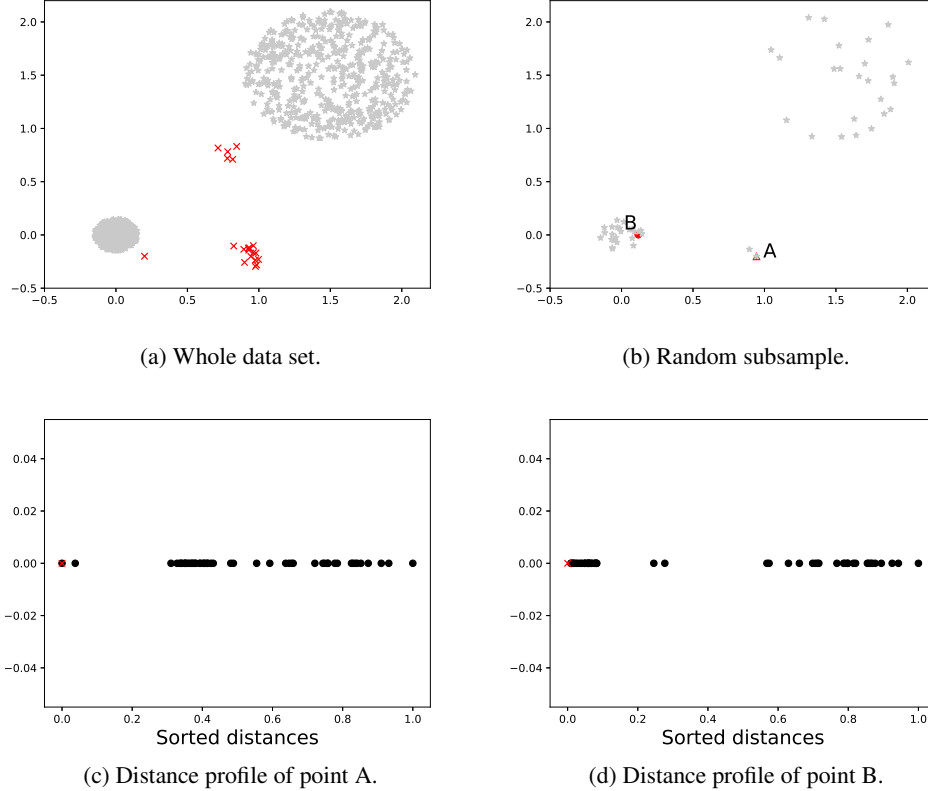 2.0
1.5
1.0
0.5
0.0
−0.5
−0.5 0.0 0.5 1.0 1.5 2.0
(a) Whole data set.
2.0
1.5
1.0
0.5
0.0
−0.5
B
A
−0.5 0.0 0.5 1.0 1.5 2.0
(b) Random subsample.
0.04
0.02
0.00
−0.02
−0.04
0.0 0.2 0.4 0.6 0.8 1.0
Sorted distances
(c) Distance profile of point A.
0.04
0.02
0.00
−0.02
−0.04
0.0 0.2 0.4 0.6 0.8 1.0
Sorted distances
(d) Distance profile of point B.